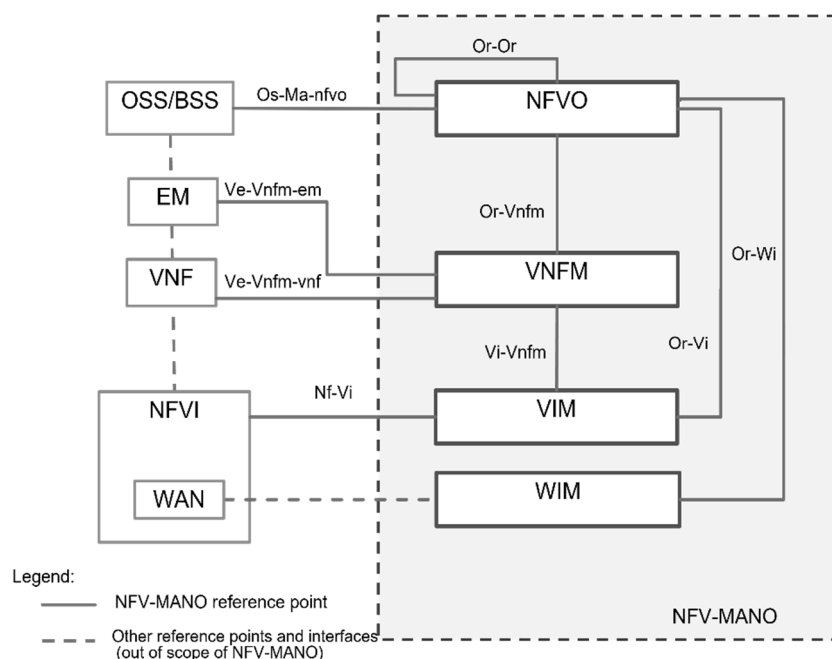 Or-Or
OSS/BSS
Os-Ma-nfvo
NFVO
EM
Ve-Vnfm-em
Or-Vnfm
Or-Wi
VNF
Ve-Vnfm-vnf
VNFM
Vi-Vnfm
Or-Vi
NFVI
Nf-Vi
VIM
WAN
WIM
Legend:
NFV-MANO reference point
NFV-MANO
Other reference points and interfaces
(out of scope of NFV-MANO)